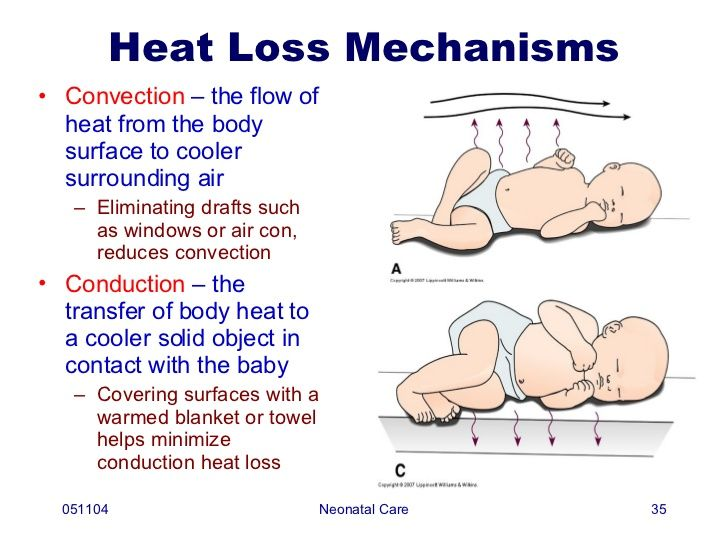 Heat Loss Mechanisms
• Convection – the flow of
heat from the body
surface to cooler
surrounding air
– Eliminating drafts such
as windows or air con,
reduces convection
• Conduction – the
transfer of body heat to
a cooler solid object in
contact with the baby
– Covering surfaces with a
warmed blanket or towel
helps minimize
conduction heat loss
A
Copyright © 2007 Lippincott Williams & Wilkins.
C
Copyright © 2007 Lippincott Williams & Wilkins.
051104
Neonatal Care
35